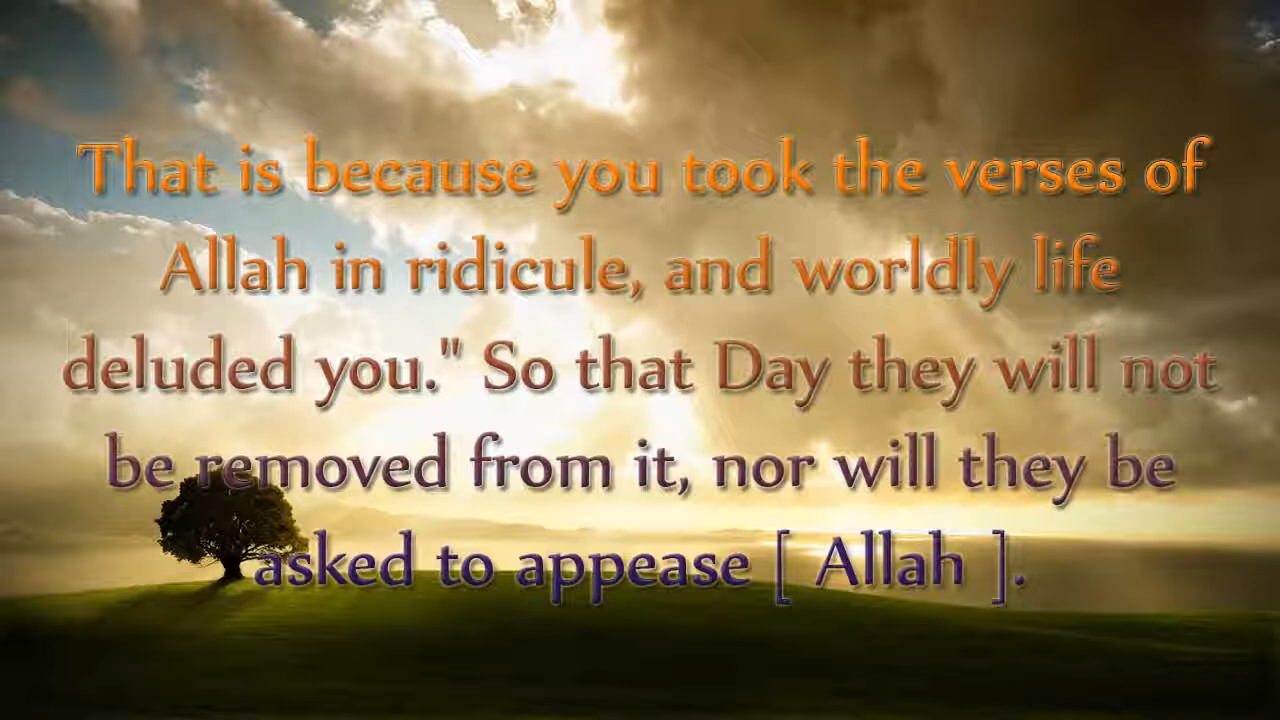 That is because you took the verses of
Allah in ridicule, and worldly life
deluded you." So that Day they will not
be removed from it, nor will they be
asked to appease [ Allah ].